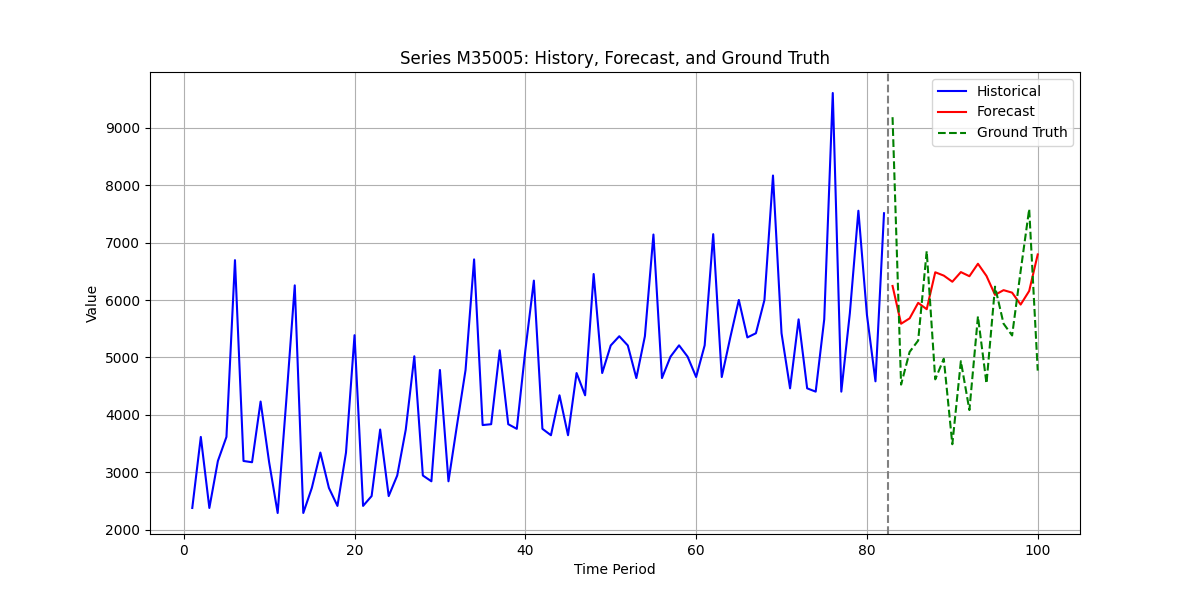 Series M35005: History, Forecast, and Ground Truth
Historical
Forecast
Ground Truth
9000
8000
7000
6000
5000
4000
3000
2000
Value
0 20 40 60 80 100
Time Period